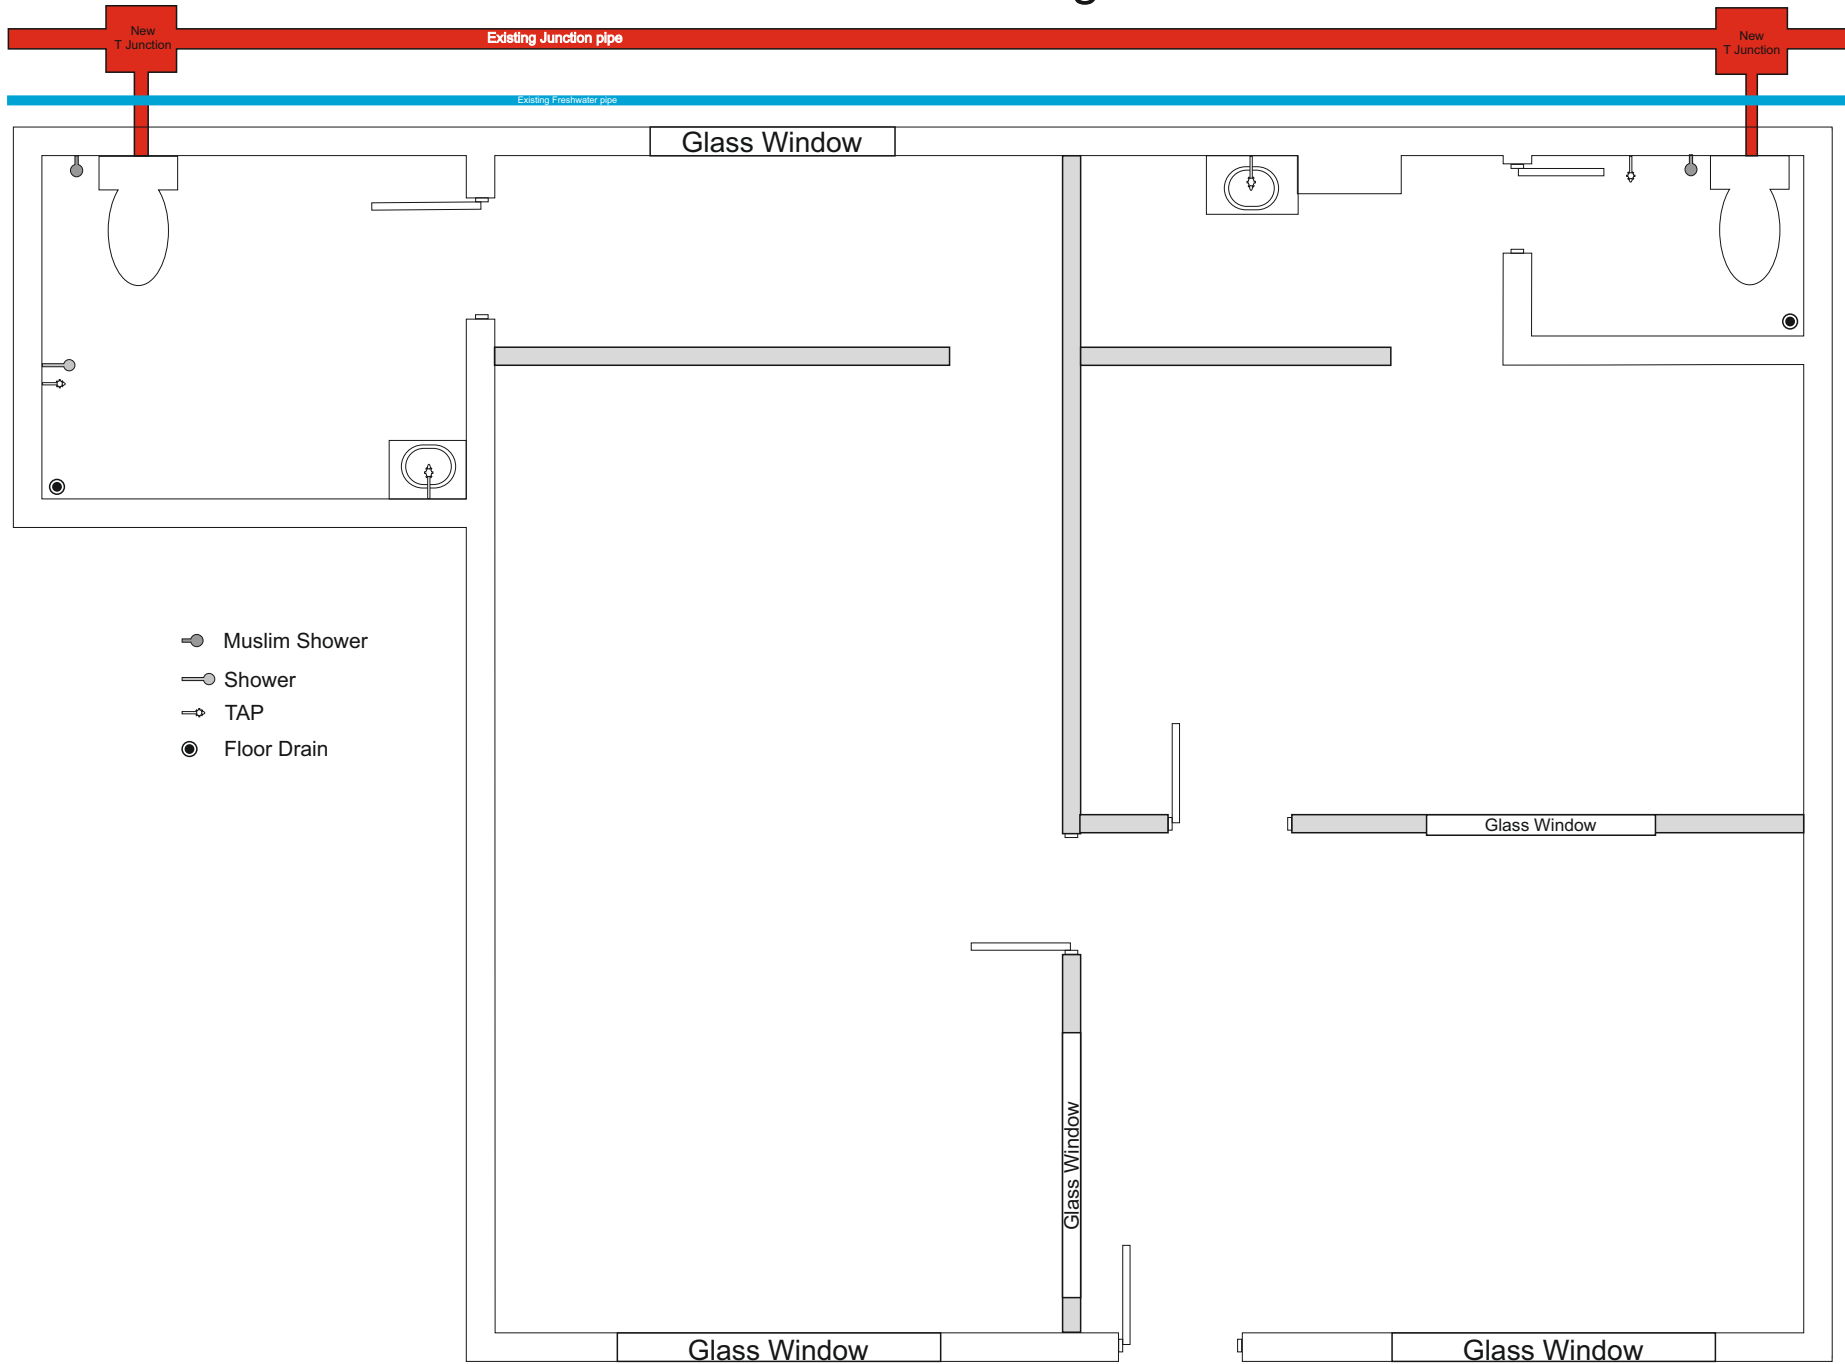 New
T Junction
Existing Junction pipe
New
T Junction
Existing Freshwater pipe
Glass Window
Muslim Shower
Shower
TAP
Floor Drain
Glass Window
Glass Window
Glass Window
Glass Window